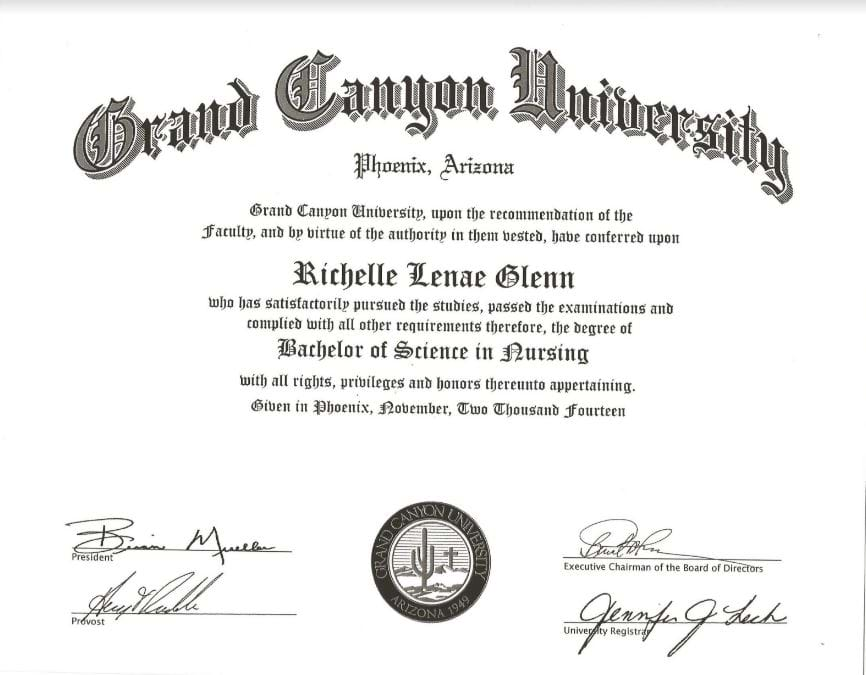 Grand Canyon University
Phoenix, Arizona
Grand Canyon University, upon the recommendation of the
Faculty, and by virtue of the authority in them vested, have conferred upon
Richelle Lenae Glenn
who has satisfactorily pursued the studies, passed the examinations and
complied with all other requirements therefore, the degree of
Bachelor of Science in Nursing
with all rights, privileges and honors thereunto appertaining.
Given in Phoenix, November, Two Thousand Fourteen
Brian Mueller
President
Executive Chairman of the Board of Directors
GRAND CANYON UNIVERSITY
ARIZONA 1949
Provost
Jennifer J Lech
University Registrar